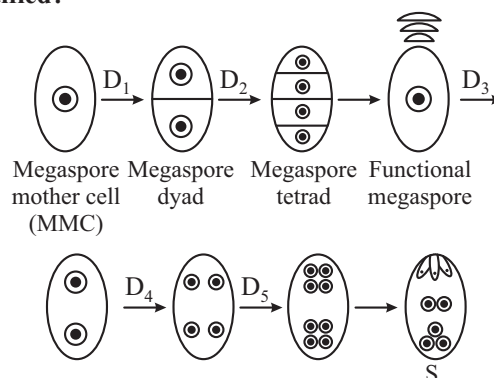 D₁ D₂ D₃
Megaspore Megaspore Megaspore Functional
mother cell dyad tetrad megaspore
(MMC)
D₄ D₅
S